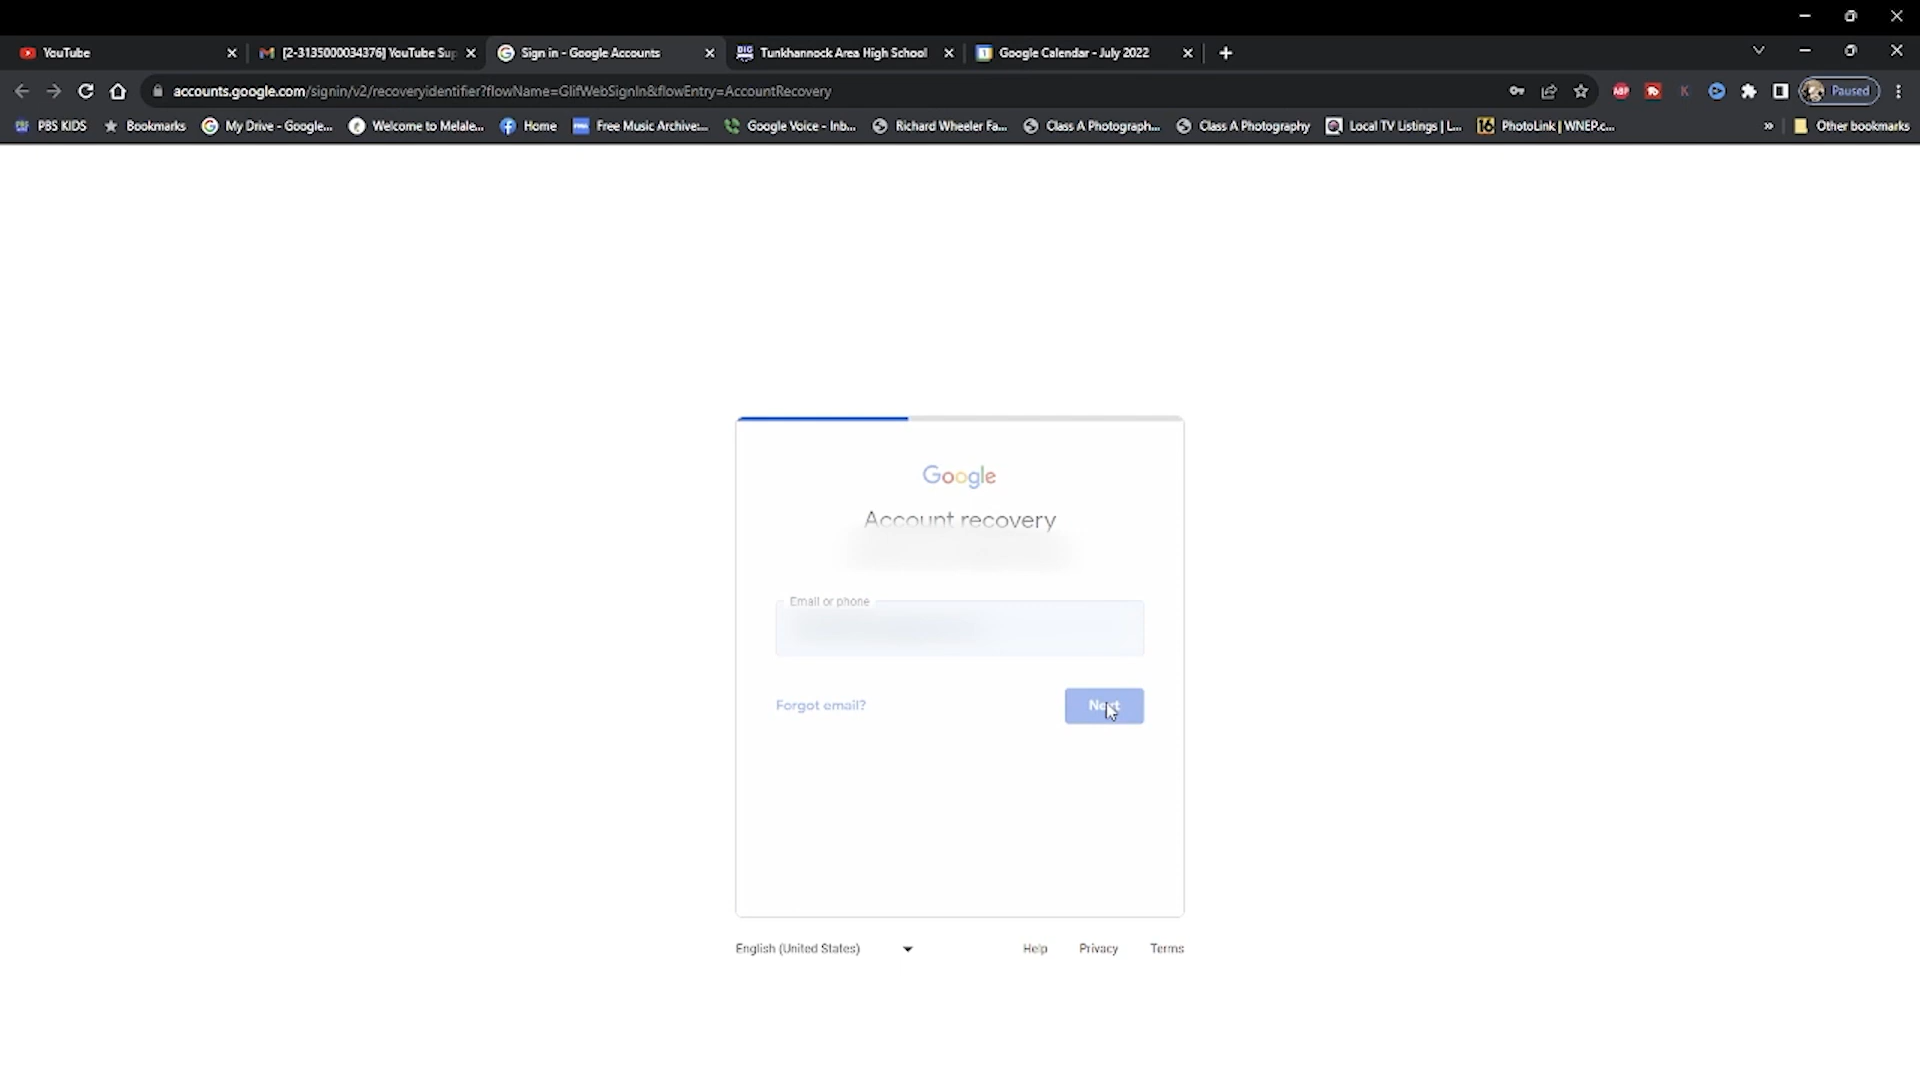 YouTube
[2-3135000034376] YouTube Sup
Sign in - Google Accounts
Tunkhannock Area High School
Google Calendar - July 2022
accounts.google.com/signin/v2/recoveryidentifier?flowName=GlifWebSignIn&flowEntry=AccountRecovery
ABP
K
Paused
PBS KIDS
Bookmarks
My Drive - Google...
Welcome to Melale...
Home
Free Music Archive:...
Google Voice - Inb...
Richard Wheeler Fa...
Class A Photograph...
Class A Photography
Local TV Listings | L...
16 PhotoLink | WNEP.c...
»
Other bookmarks
Google
Account recovery
Email or phone
Forgot email?
Next
English (United States)
Help
Privacy
Terms